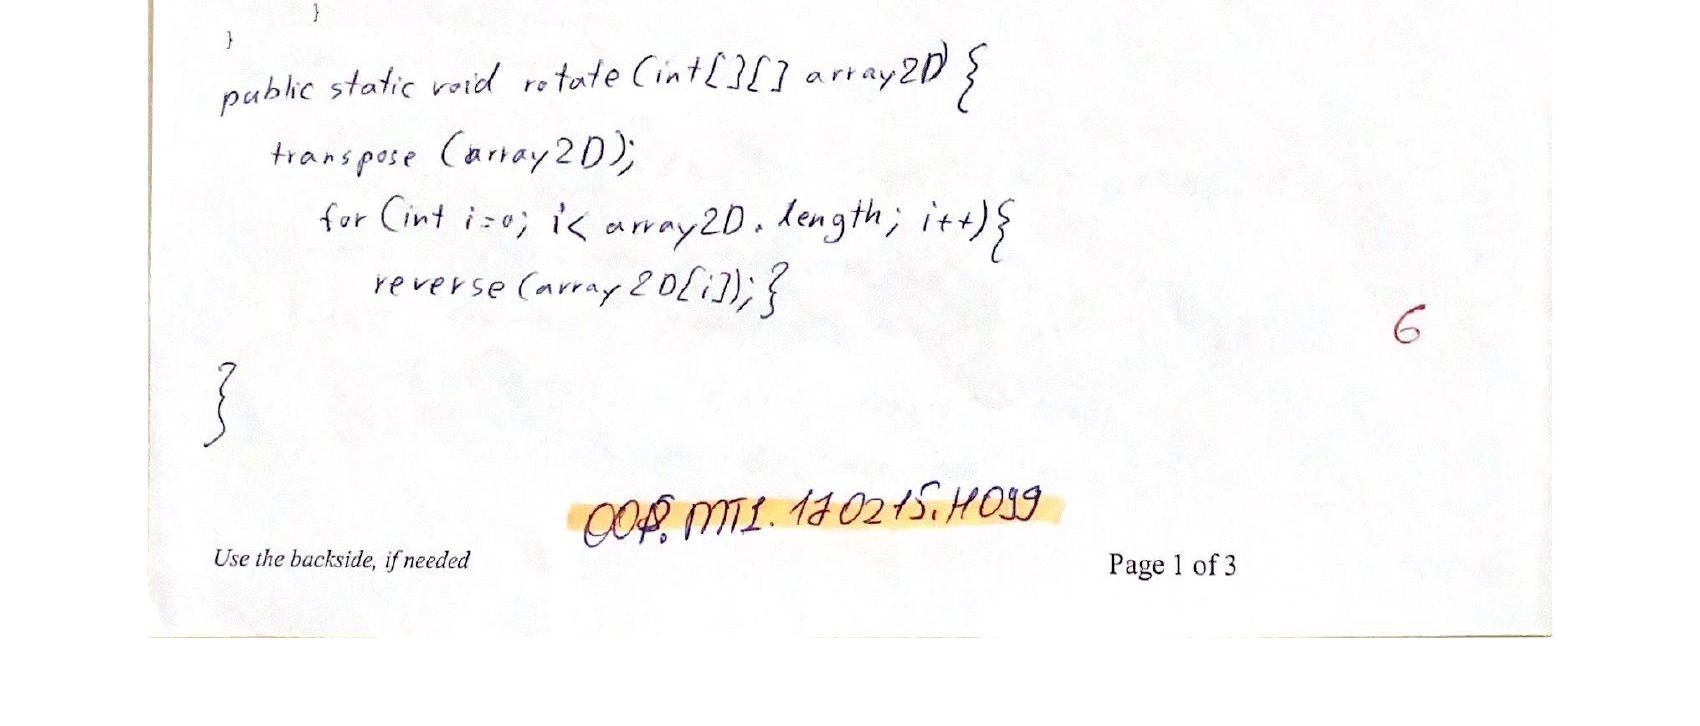 }
}
public static void rotate (int[][] array2D) {
transpose (array2D);
for (int i=0; i< array2D. length; i++){
reverse (array2D[i]);}
6
}
OOP. MT1. 170215. H099
Use the backside, if needed
Page 1 of 3